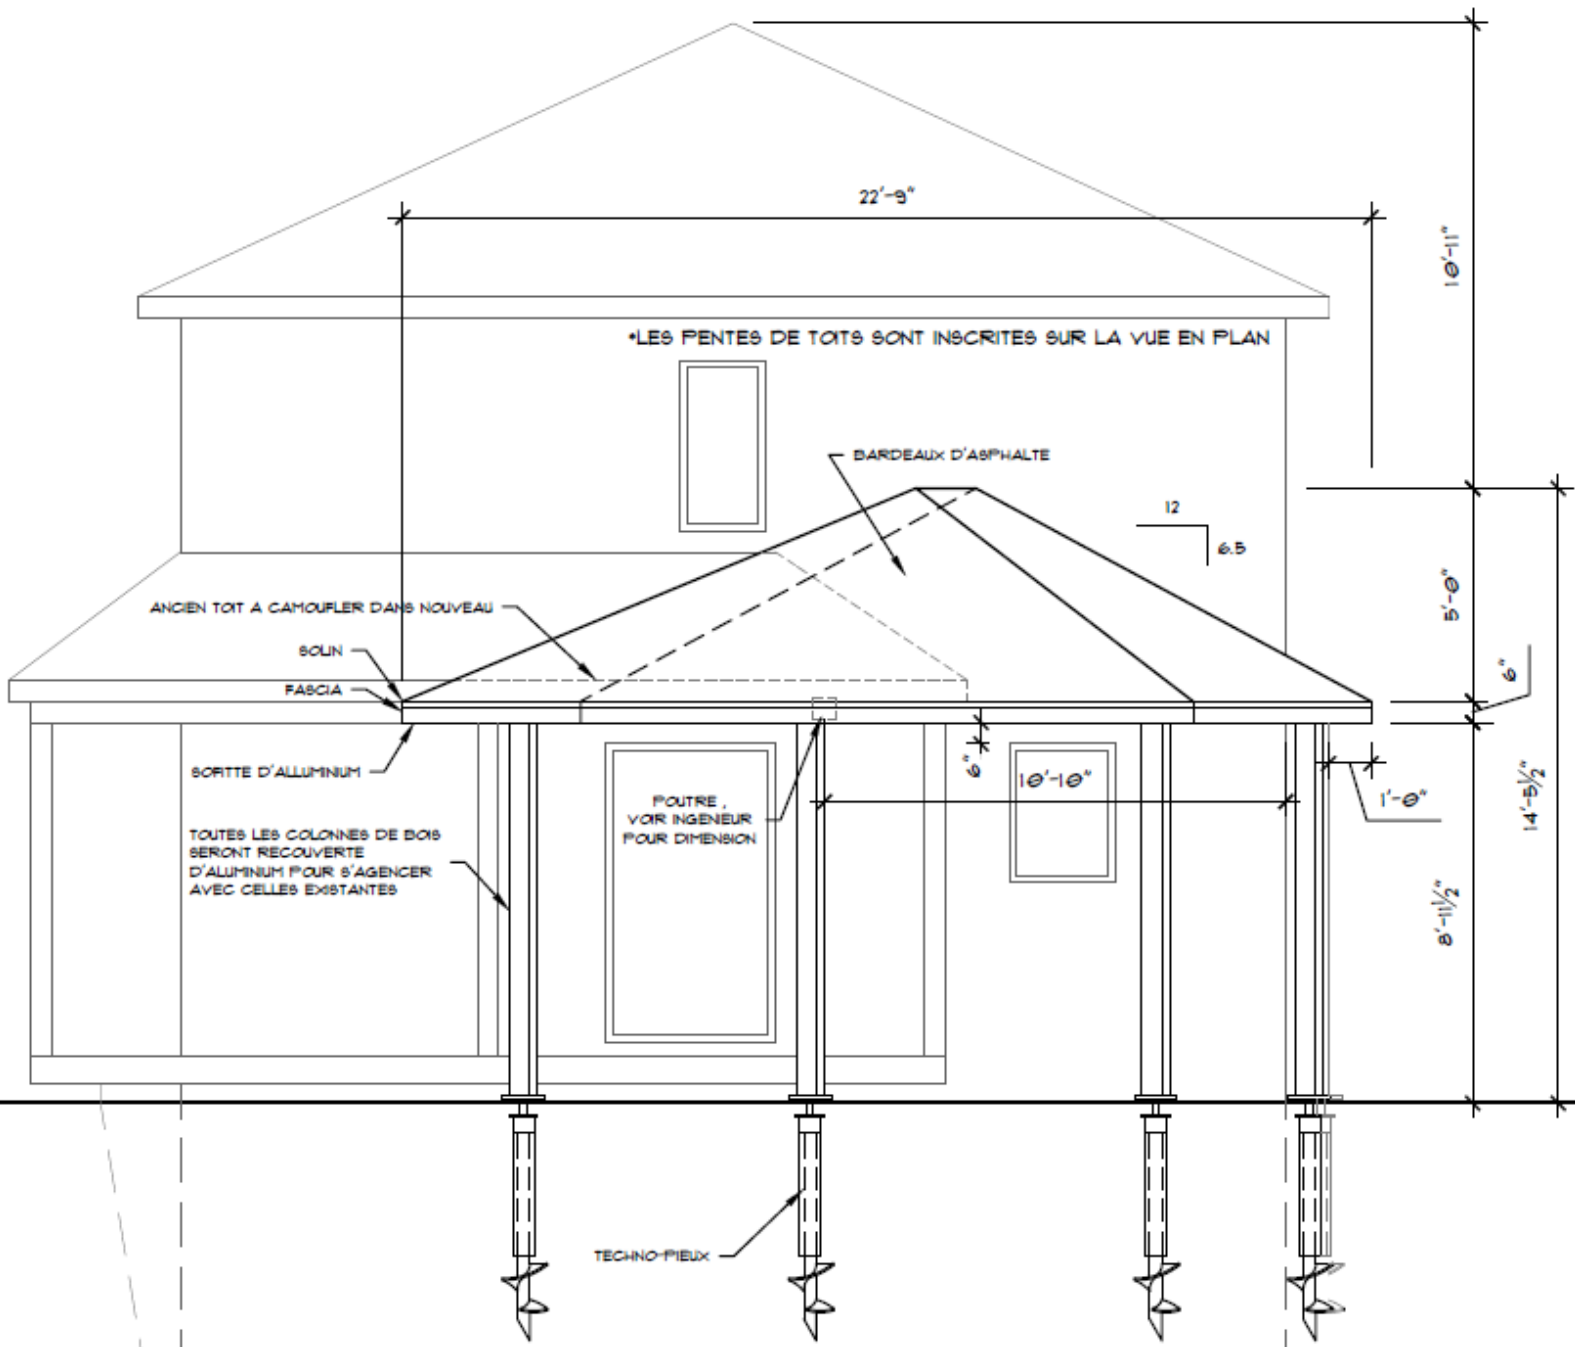 22'-9"
10'-11"
*LES PENTES DE TOITS SONT INSCRITES SUR LA VUE EN PLAN
BARDEAUX D'ASPHALTE
12
6.5
5'-0"
ANCIEN TOIT A CAMOUFLER DANS NOUVEAU
SOLIN
FASCIA
6"
SOFITTE D'ALLUMINIUM
6"
10'-10"
1'-0"
14'-5½"
POUTRE,
VOIR INGENIEUR
POUR DIMENSION
TOUTES LES COLONNES DE BOIS
SERONT RECOUVERTE
D'ALUMINIUM POUR S'AGENCER
AVEC CELLES EXISTANTES
8'-11½"
TECHNO-PIEUX